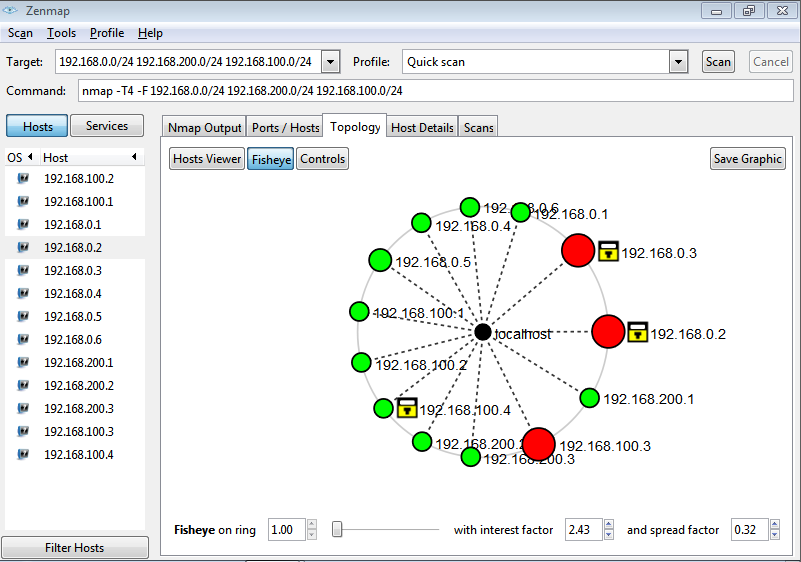 Zenmap
Scan Tools Profile Help
Target: 192.168.0.0/24 192.168.200.0/24 192.168.100.0/24 Profile: Quick scan Scan Cancel
Command: nmap -T4 -F 192.168.0.0/24 192.168.200.0/24 192.168.100.0/24
Hosts Services
Nmap Output Ports / Hosts Topology Host Details Scans
OS Host
192.168.100.2
192.168.100.1
192.168.0.1
192.168.0.2
192.168.0.3
192.168.0.4
192.168.0.5
192.168.0.6
192.168.200.1
192.168.200.2
192.168.200.3
192.168.100.3
192.168.100.4
Filter Hosts
Hosts Viewer Fisheye Controls Save Graphic
192.168.0.6
192.168.0.1
192.168.0.4
192.168.0.3
192.168.0.5
192.168.100.1
localhost
192.168.0.2
192.168.100.2
192.168.200.1
192.168.100.4
192.168.200.2
192.168.100.3
192.168.200.3
Fisheye on ring 1.00 with interest factor 2.43 and spread factor 0.32